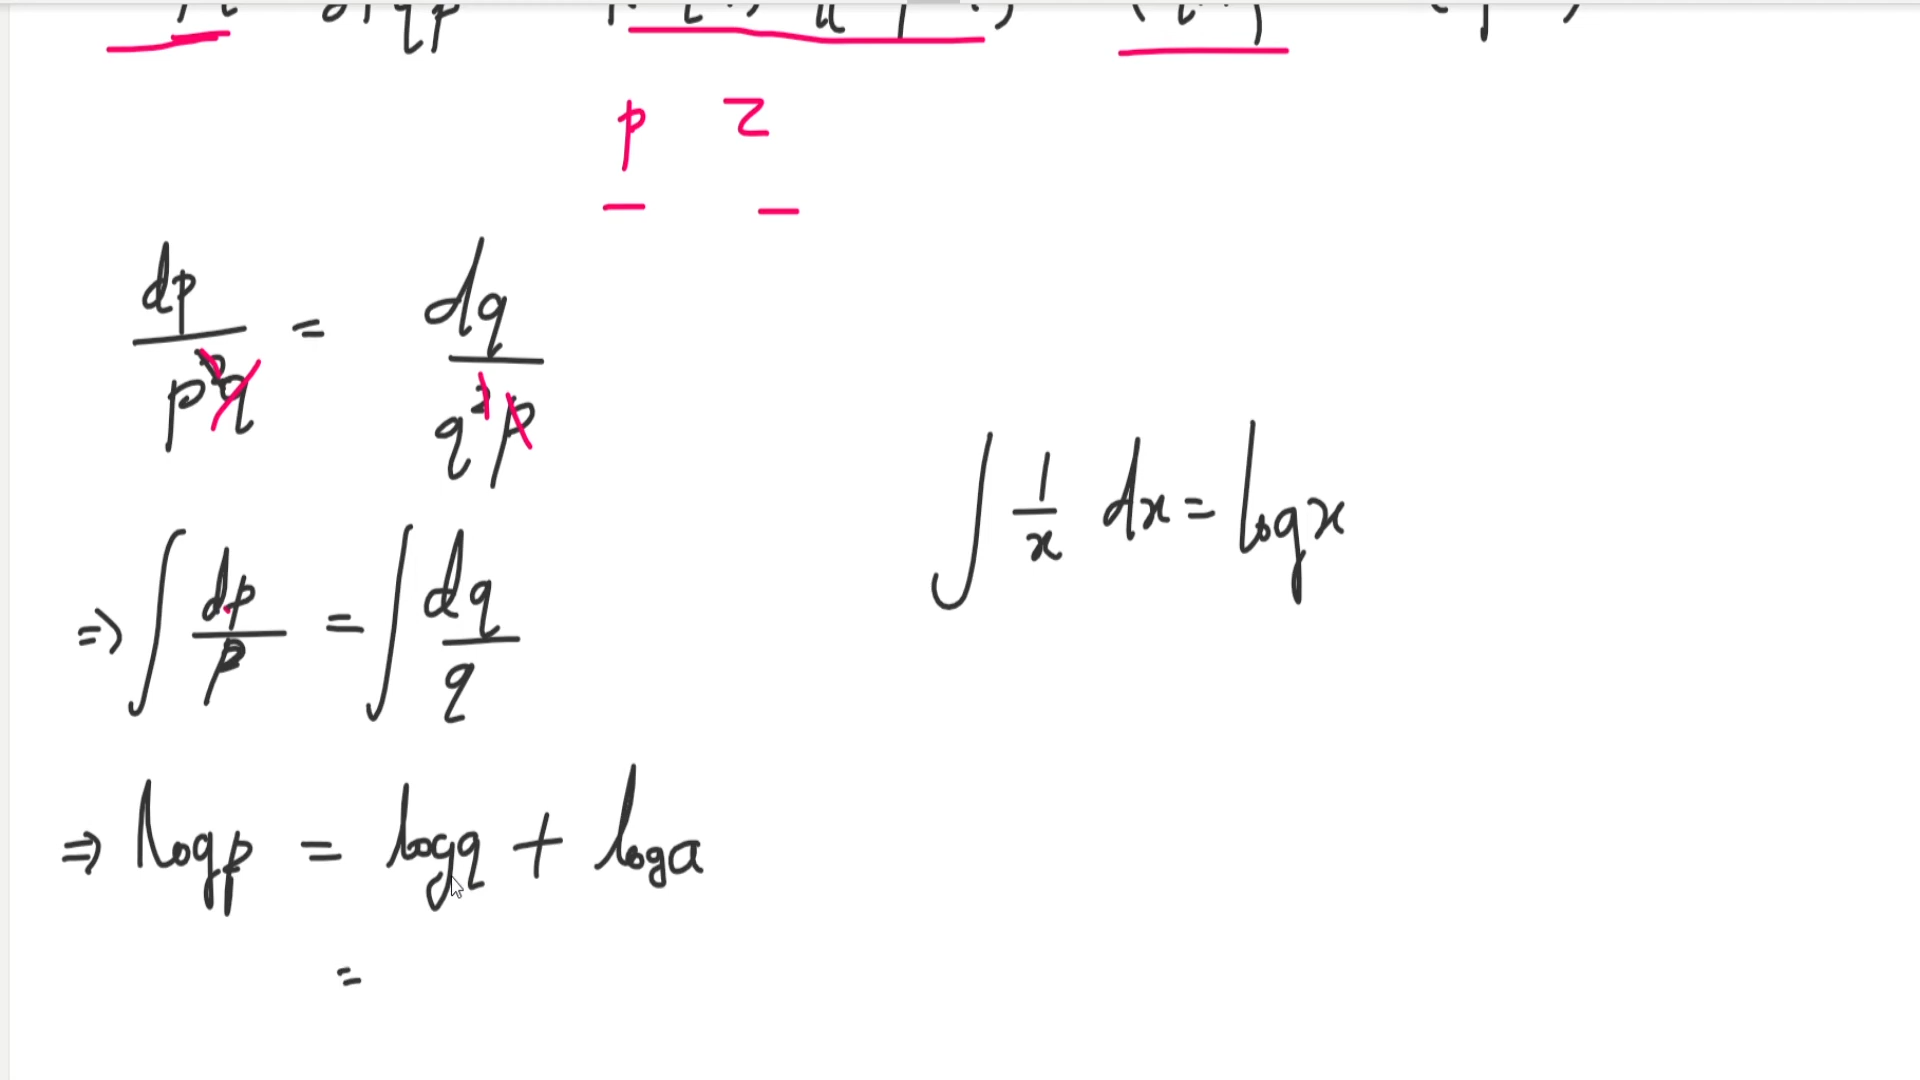 p z
dp/p²q = dq/q²p
⇒ ∫ dp/p = ∫ dq/q
∫ 1/x dx = log x
⇒ log p = log q + log a
=